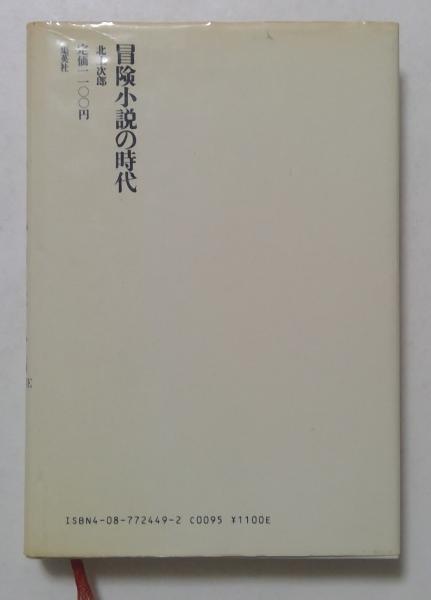 冒険小説の時代
北上次郎
定価一一〇〇円
集英社
E
ISBN4-08-772449-2 C0095 ¥1100E